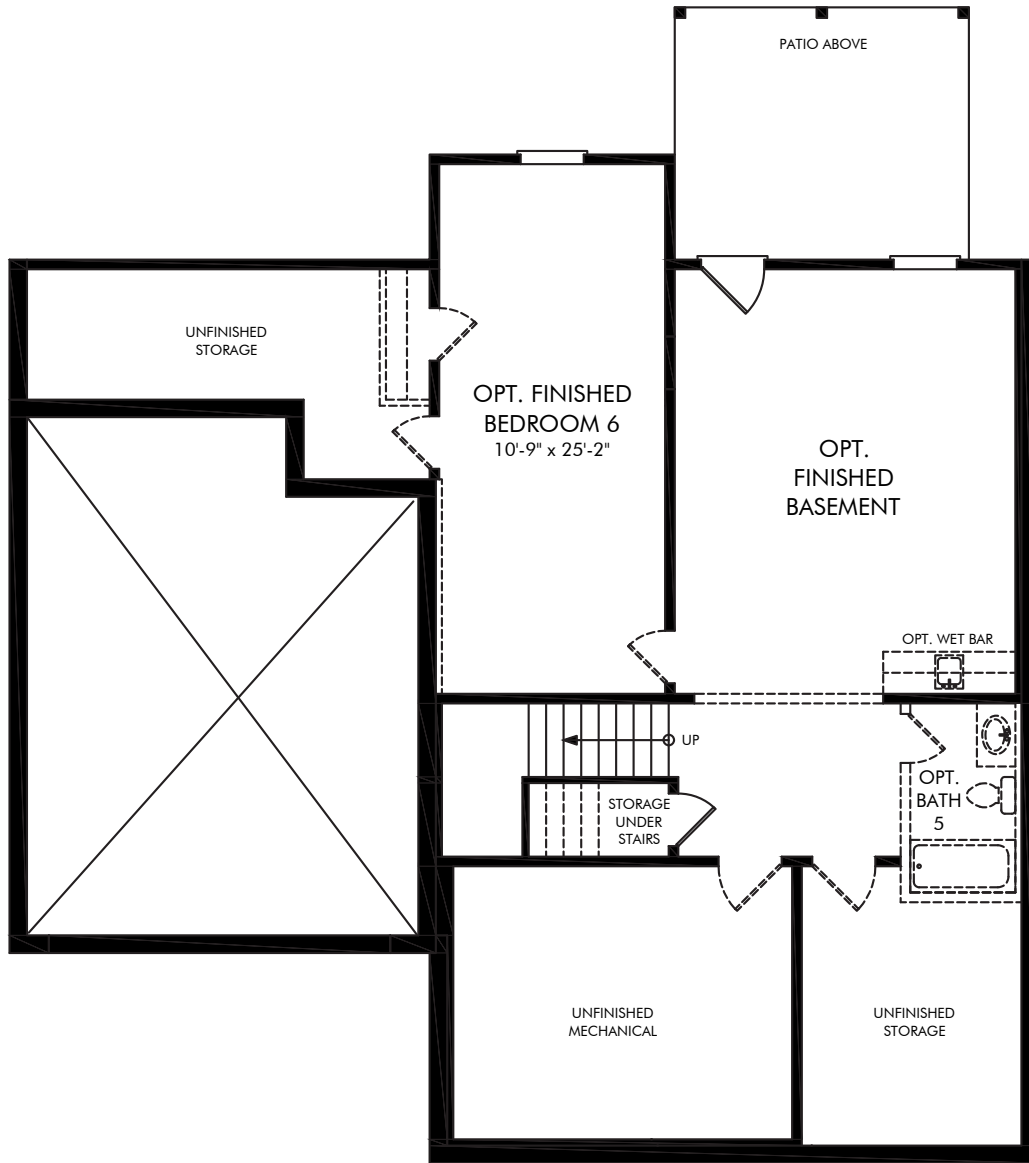 PATIO ABOVE
UNFINISHED
STORAGE
OPT. FINISHED
BEDROOM 6
10'-9" x 25'-2"
OPT.
FINISHED
BASEMENT
OPT. WET BAR
UP
STORAGE
UNDER
STAIRS
OPT.
BATH
5
UNFINISHED
MECHANICAL
UNFINISHED
STORAGE